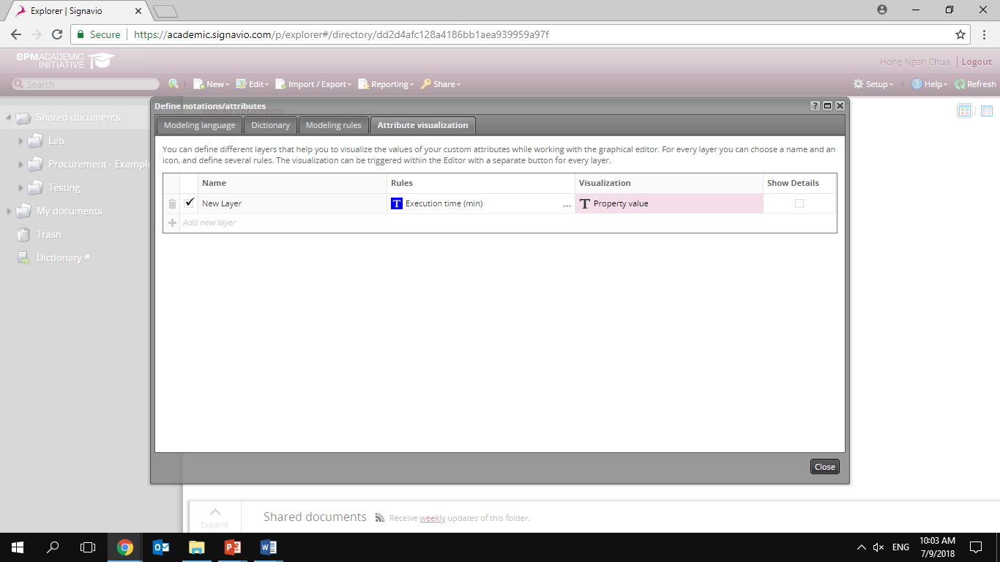 Explorer | Signavio
Secure
https://academic.signavio.com/p/explorer#/directory/dd2d4afc128a4186bb1aea939959a97f
BPMACADEMIC
INITIATIVE
Hong Ngoh Chua
Logout
Search
New
Edit
Import / Export
Reporting
Share
Setup
Help
Refresh
Shared documents
Lab
Procurement - Example
Testing
My documents
Trash
Dictionary
Define notations/attributes
Shared documents
Modeling language
Dictionary
Modeling rules
Attribute visualization
You can define different layers that help you to visualize the values of your custom attributes while working with the graphical editor. For every layer you can choose a name and an
icon, and define several rules. The visualization can be triggered within the Editor with a separate button for every layer.
Name
Rules
Visualization
Show Details
New Layer
T Execution time (min) ...
T Property value
Add new layer
Close
Expand
Shared documents
Receive weekly updates of this folder.
ENG
10:03 AM
7/9/2018